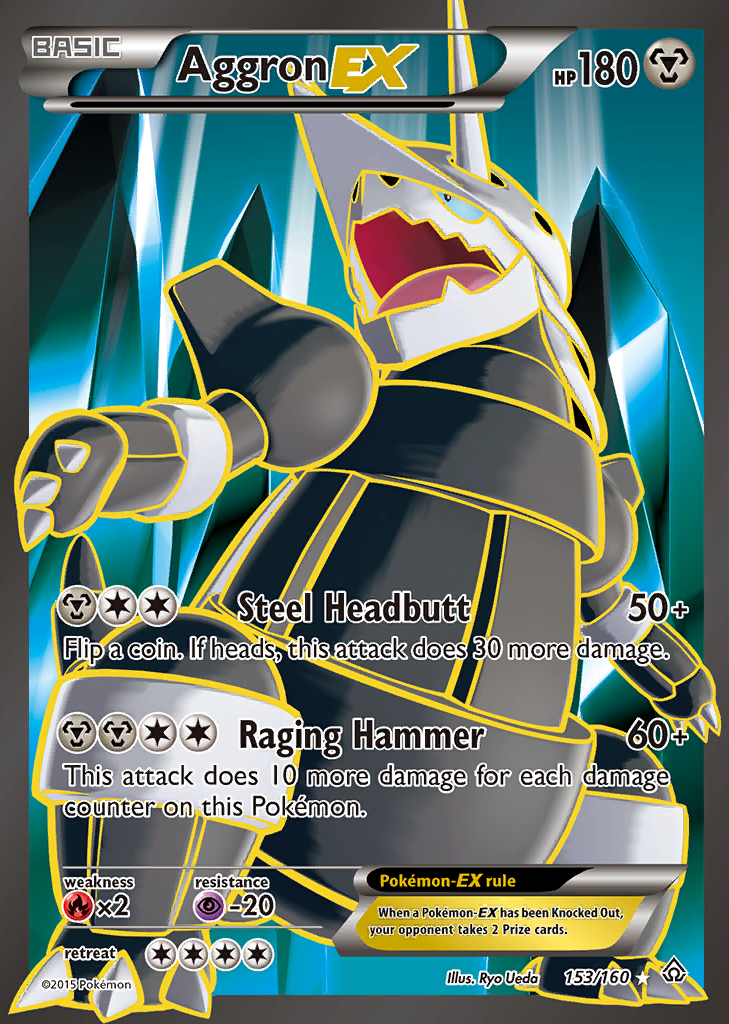 BASIC
Aggron EX
HP180
Steel Headbutt 50+
Flip a coin. If heads, this attack does 30 more damage.
Raging Hammer 60+
This attack does 10 more damage for each damage
counter on this Pokémon.
weakness resistance
×2 -20
retreat
Pokémon-EX rule
When a Pokémon-EX has been Knocked Out,
your opponent takes 2 Prize cards.
©2015 Pokémon
Illus. Ryo Ueda 153/160 ★